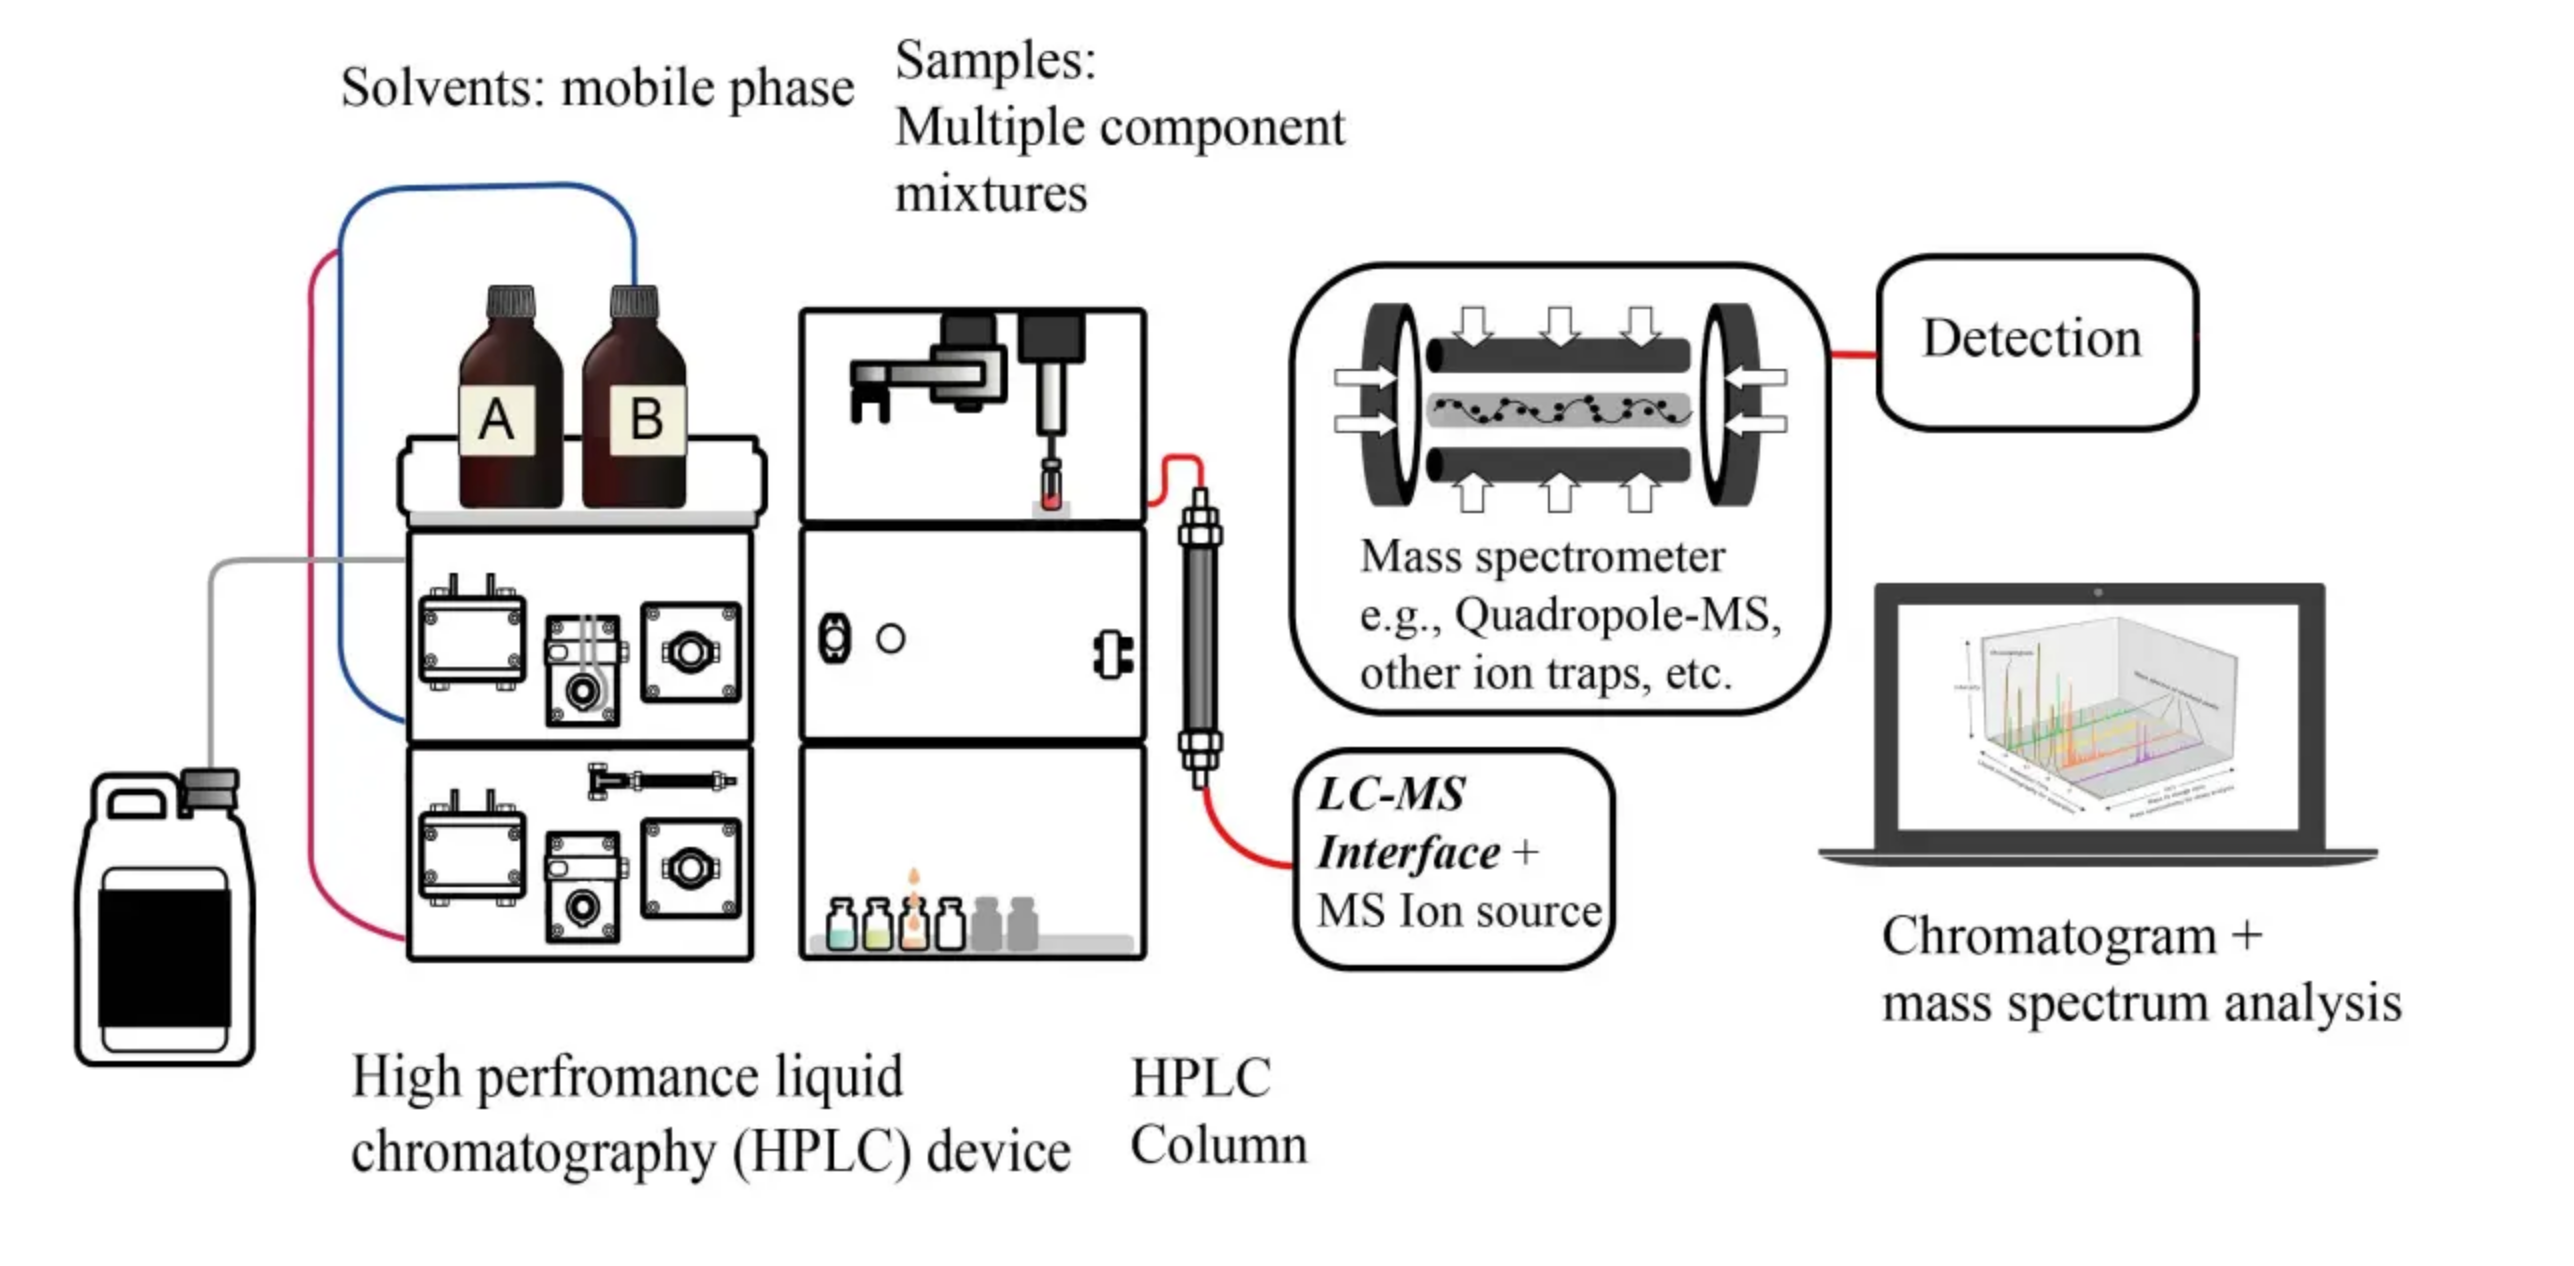 Solvents: mobile phase
Samples:
Multiple component
mixtures
A
B
Mass spectrometer
e.g., Quadropole-MS,
other ion traps, etc.
Detection
LC-MS
Interface +
MS Ion source
Chromatogram +
mass spectrum analysis
High perfromance liquid
chromatography (HPLC) device
HPLC
Column